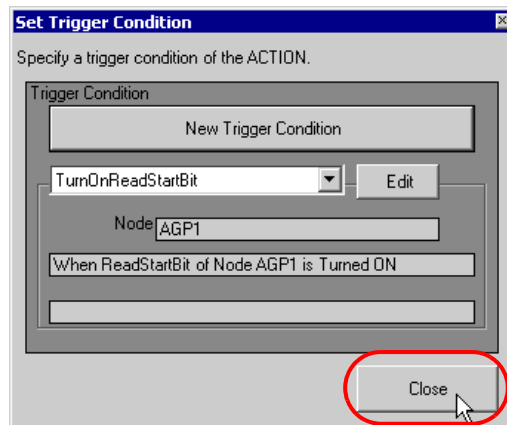 Set Trigger Condition
Specify a trigger condition of the ACTION.
Trigger Condition
New Trigger Condition
TurnOnReadStartBit
Edit
Node
AGP1
When ReadStartBit of Node AGP1 is Turned ON
Close